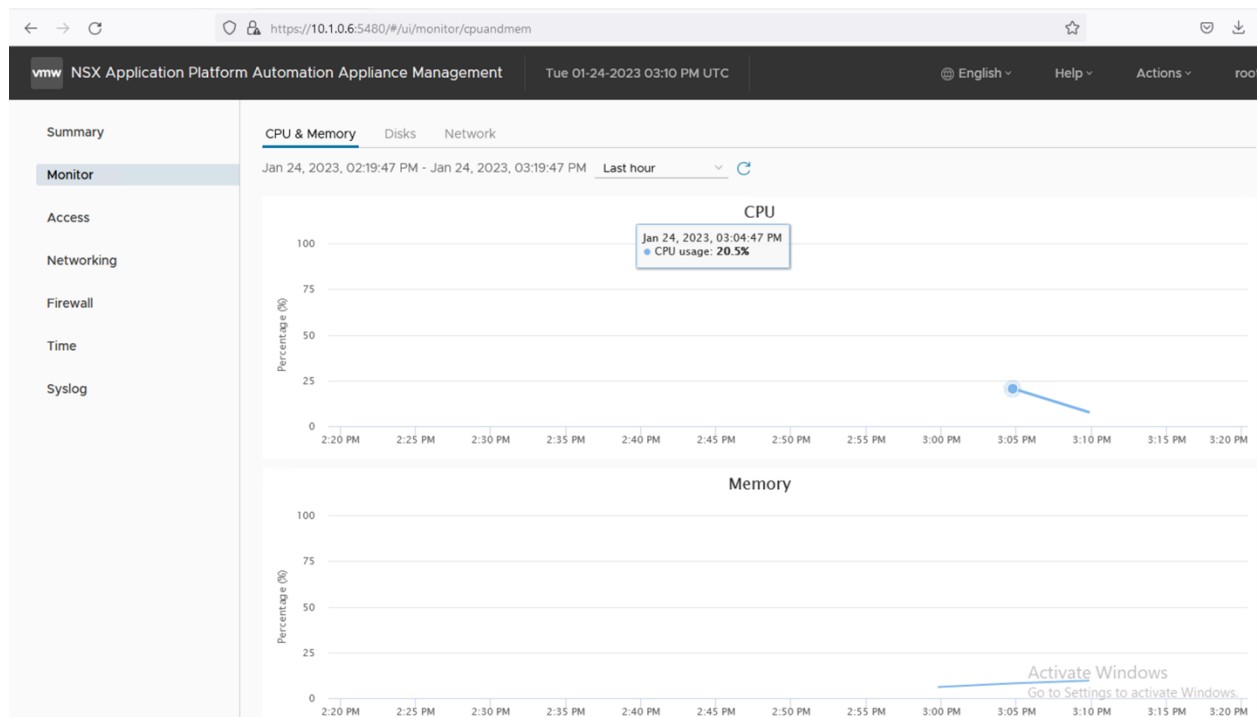 https://10.1.0.6:5480/#/ui/monitor/cpuandmem
vmw NSX Application Platform Automation Appliance Management Tue 01-24-2023 03:10 PM UTC English Help Actions roo
Summary
Monitor
Access
Networking
Firewall
Time
Syslog
CPU & Memory Disks Network
Jan 24, 2023, 02:19:47 PM - Jan 24, 2023, 03:19:47 PM Last hour
CPU
Jan 24, 2023, 03:04:47 PM
CPU usage: 20.5%
Percentage (%)
100
75
50
25
0
2:20 PM 2:25 PM 2:30 PM 2:35 PM 2:40 PM 2:45 PM 2:50 PM 2:55 PM 3:00 PM 3:05 PM 3:10 PM 3:15 PM 3:20 PM
Memory
Percentage (%)
100
75
50
25
0
2:20 PM 2:25 PM 2:30 PM 2:35 PM 2:40 PM 2:45 PM 2:50 PM 2:55 PM 3:00 PM 3:05 PM 3:10 PM 3:15 PM 3:20 PM
Activate Windows
Go to Settings to activate Windows.